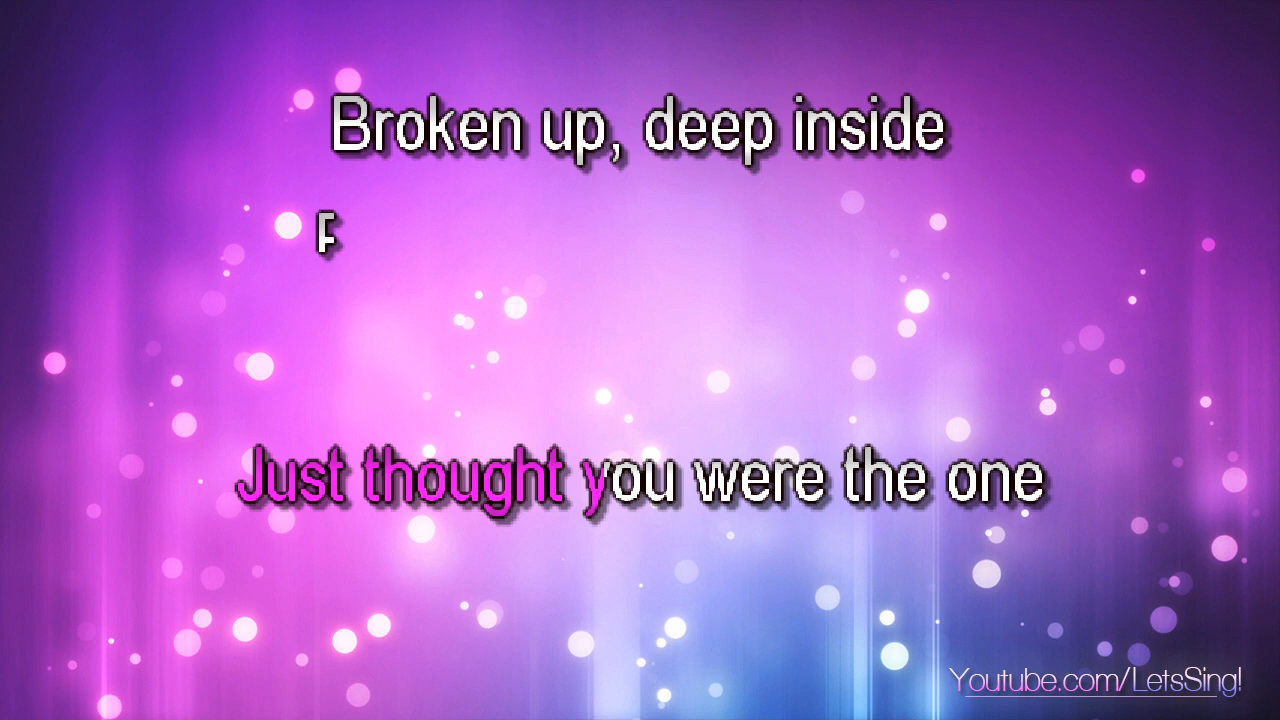 Broken up, deep inside
Just thought you were the one
Youtube.com/LetsSing!